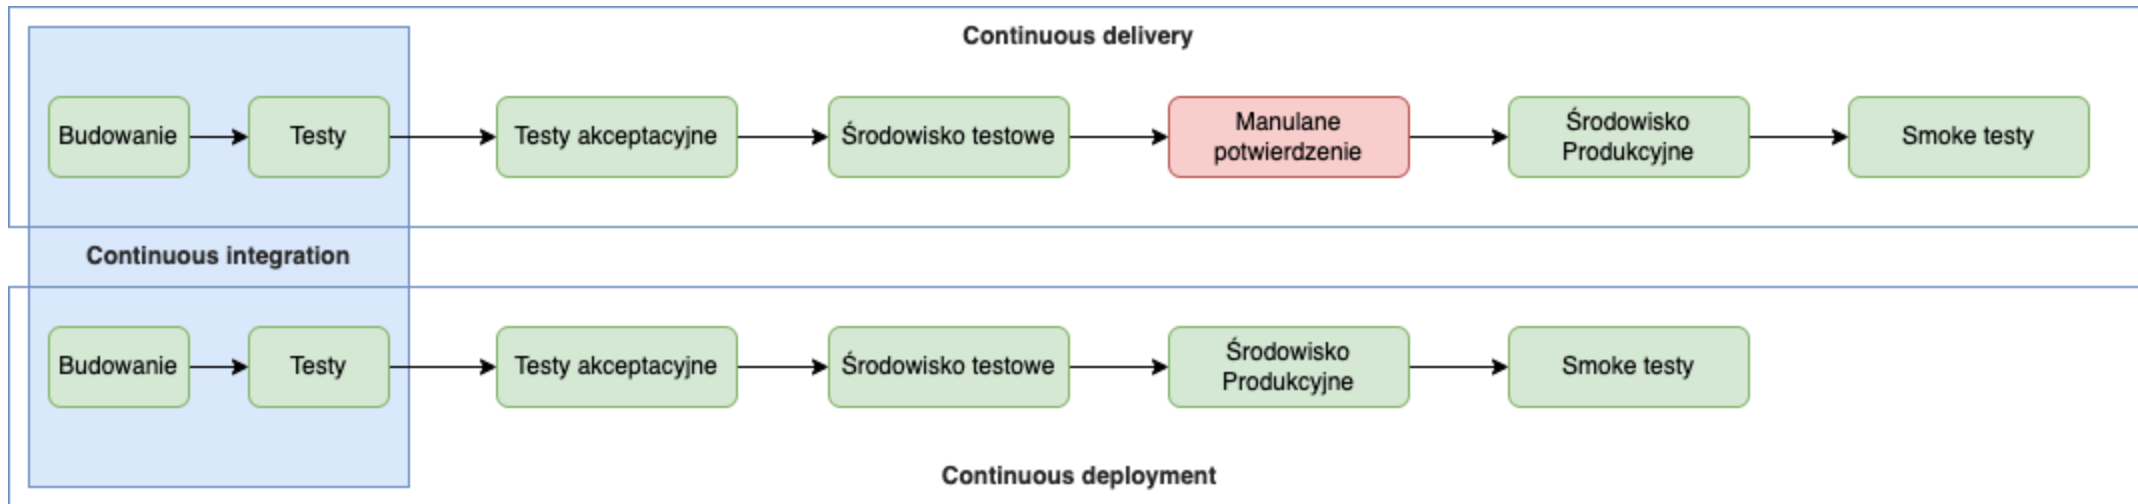 Continuous delivery
Budowanie
Testy
Testy akceptacyjne
Środowisko testowe
Manulane
potwierdzenie
Środowisko
Produkcyjne
Smoke testy
Continuous integration
Budowanie
Testy
Testy akceptacyjne
Środowisko testowe
Środowisko
Produkcyjne
Smoke testy
Continuous deployment